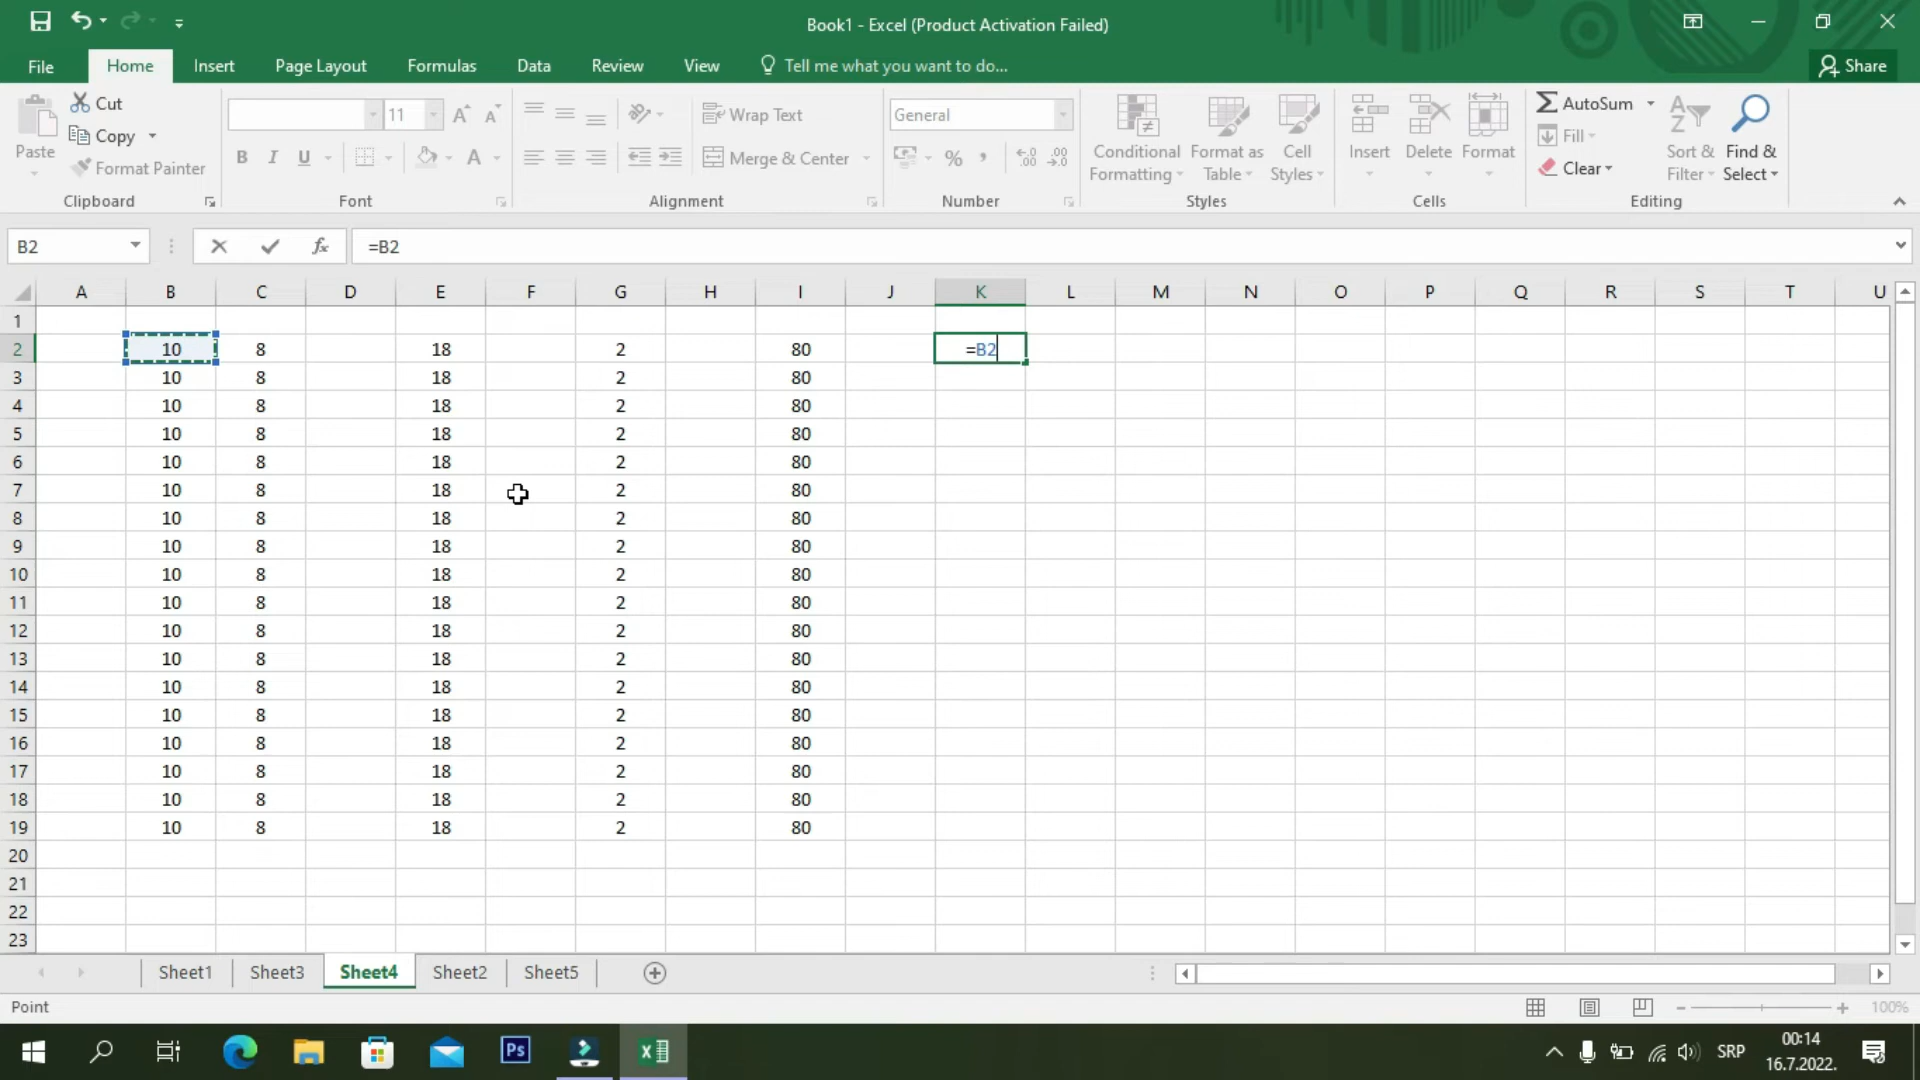 Book1 - Excel (Product Activation Failed)
File Home Insert Page Layout Formulas Data Review View Tell me what you want to do... Share
Paste Cut Copy Format Painter Clipboard
11 B I U A Font
Wrap Text Merge & Center Alignment
General % , Number
Conditional Formatting Format as Table Cell Styles Styles
Insert Delete Format Cells
AutoSum Fill Clear Sort & Filter Find & Select Editing
B2 fx =B2
A B C D E F G H I J K L M N O P Q R S T U
1
2 10 8 18 2 80 =B2
3 10 8 18 2 80
4 10 8 18 2 80
5 10 8 18 2 80
6 10 8 18 2 80
7 10 8 18 2 80
8 10 8 18 2 80
9 10 8 18 2 80
10 10 8 18 2 80
11 10 8 18 2 80
12 10 8 18 2 80
13 10 8 18 2 80
14 10 8 18 2 80
15 10 8 18 2 80
16 10 8 18 2 80
17 10 8 18 2 80
18 10 8 18 2 80
19 10 8 18 2 80
20
21
22
23
Sheet1 Sheet3 Sheet4 Sheet2 Sheet5
Point 100%
Ps SRP 00:14
16.7.2022.